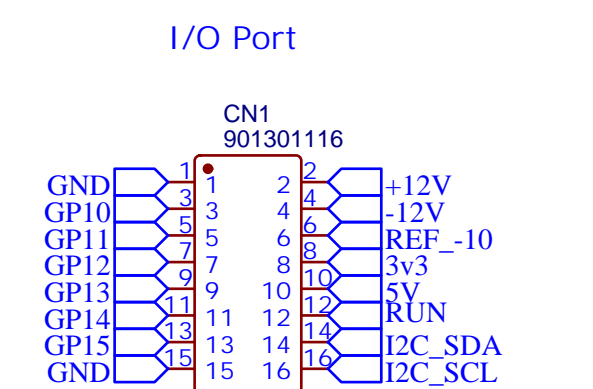 I/O Port
CN1
901301116
GND 1 1 2 2 +12V
GP10 3 3 4 4 -12V
GP11 5 5 6 6 REF_-10
GP12 7 7 8 8 3v3
GP13 9 9 10 10 5V
GP14 11 11 12 12 RUN
GP15 13 13 14 14 I2C_SDA
GND 15 15 16 16 I2C_SCL